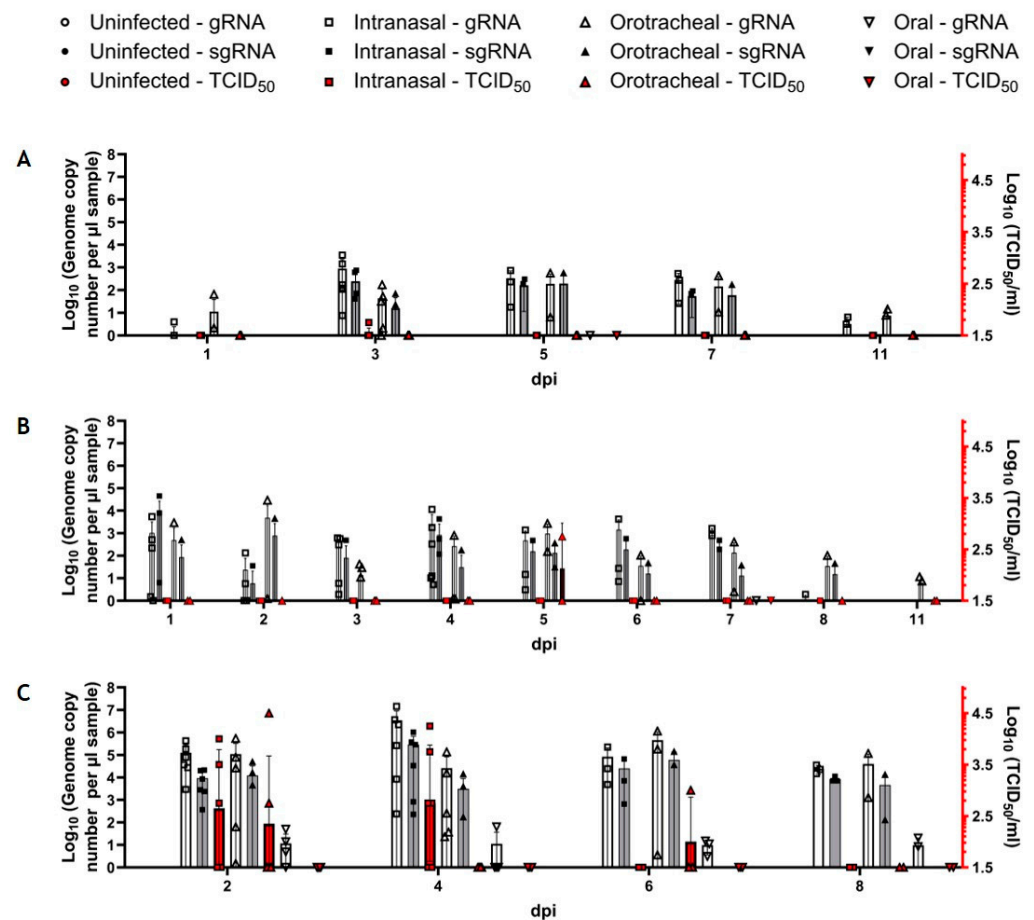 Uninfected - gRNA Intranasal - gRNA Orotracheal - gRNA Oral - gRNA
Uninfected - sgRNA Intranasal - sgRNA Orotracheal - sgRNA Oral - sgRNA
Uninfected - TCID50 Intranasal - TCID50 Orotracheal - TCID50 Oral - TCID50
A
Log10 (Genome copy
number per µl sample)
8
7
6
5
4
3
2
1
0
4.5
3.5
2.5
1.5
Log10 (TCID50/ml)
1 3 5 7 11
dpi
B
Log10 (Genome copy
number per µl sample)
8
7
6
5
4
3
2
1
0
4.5
3.5
2.5
1.5
Log10 (TCID50/ml)
1 2 3 4 5 6 7 8 11
dpi
C
Log10 (Genome copy
number per µl sample)
8
7
6
5
4
3
2
1
0
4.5
3.5
2.5
1.5
Log10 (TCID50/ml)
2 4 6 8
dpi